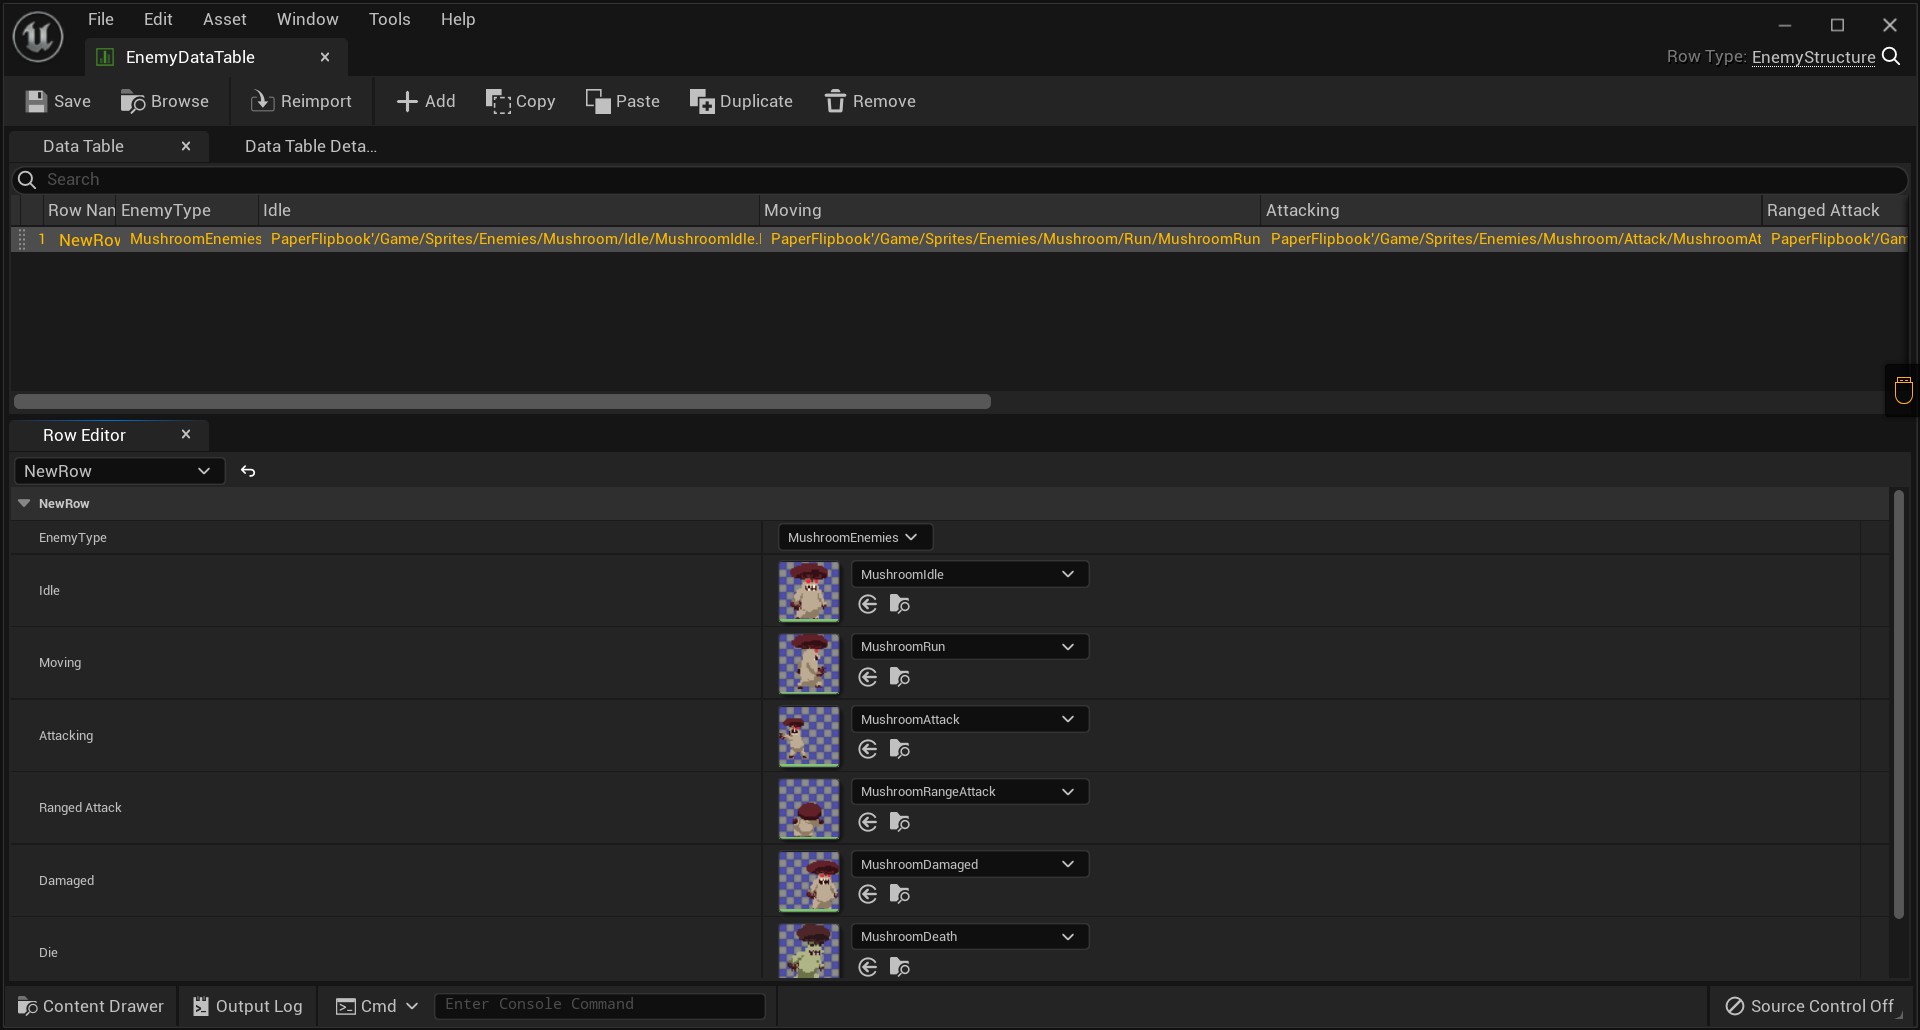 File Edit Asset Window Tools Help
EnemyDataTable
Row Type: EnemyStructure
Save Browse Reimport Add Copy Paste Duplicate Remove
Data Table Data Table Deta...
Search
Row Nan EnemyType Idle Moving Attacking Ranged Attack
1 NewRov MushroomEnemies PaperFlipbook'/Game/Sprites/Enemies/Mushroom/Idle/MushroomIdle. PaperFlipbook'/Game/Sprites/Enemies/Mushroom/Run/MushroomRun PaperFlipbook'/Game/Sprites/Enemies/Mushroom/Attack/MushroomAt PaperFlipbook'/Gam
Row Editor
NewRow
NewRow
EnemyType MushroomEnemies
Idle MushroomIdle
Moving MushroomRun
Attacking MushroomAttack
Ranged Attack MushroomRangeAttack
Damaged MushroomDamaged
Die MushroomDeath
Content Drawer Output Log Cmd Enter Console Command Source Control Off